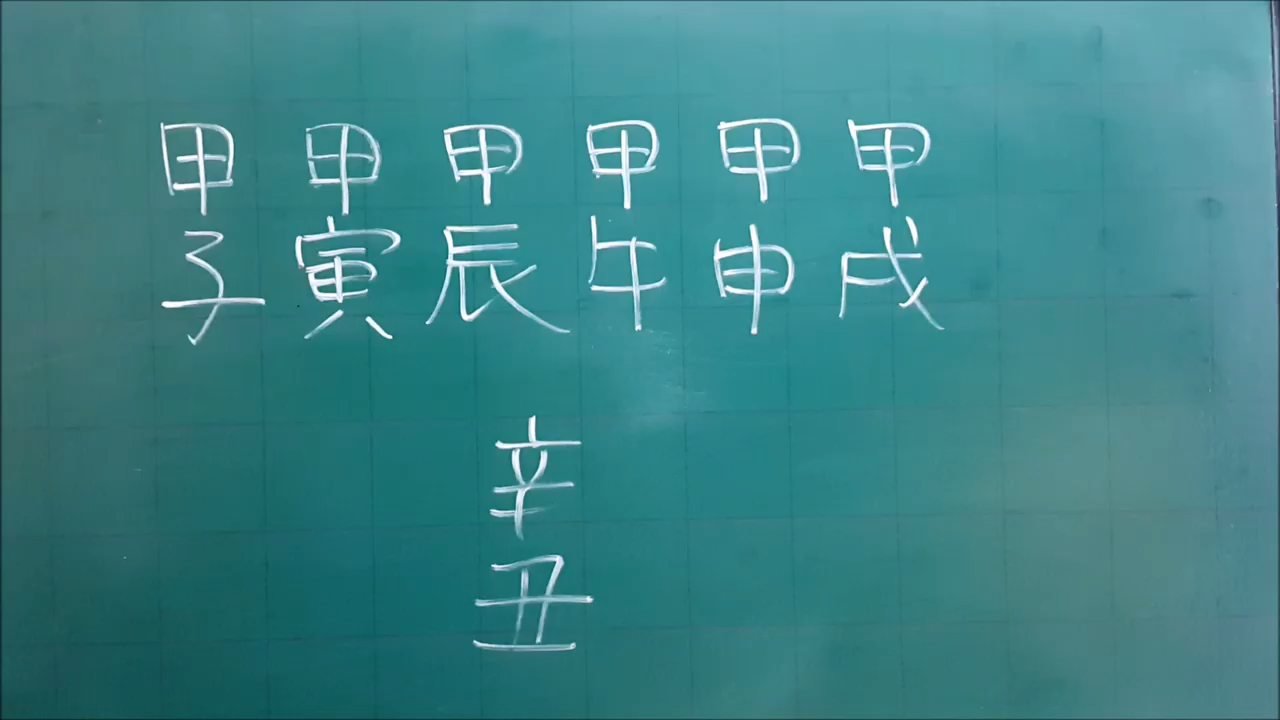 甲 甲 甲 甲 甲 甲
子 寅 辰 午 申 戌
辛
丑